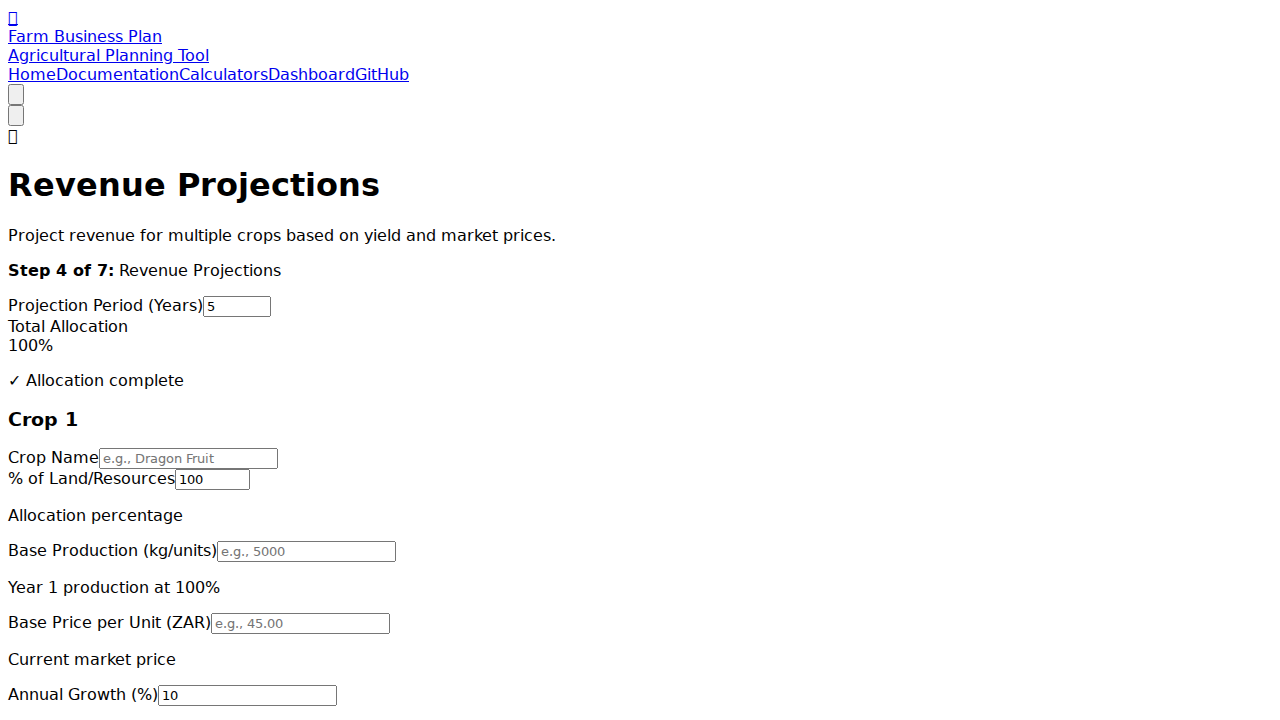 Farm Business Plan
Agricultural Planning Tool
HomeDocumentationCalculatorsDashboardGitHub
Revenue Projections
Project revenue for multiple crops based on yield and market prices.
Step 4 of 7: Revenue Projections
Projection Period (Years) 5
Total Allocation
100%
✓ Allocation complete
Crop 1
Crop Name e.g., Dragon Fruit
% of Land/Resources 100
Allocation percentage
Base Production (kg/units) e.g., 5000
Year 1 production at 100%
Base Price per Unit (ZAR) e.g., 45.00
Current market price
Annual Growth (%) 10